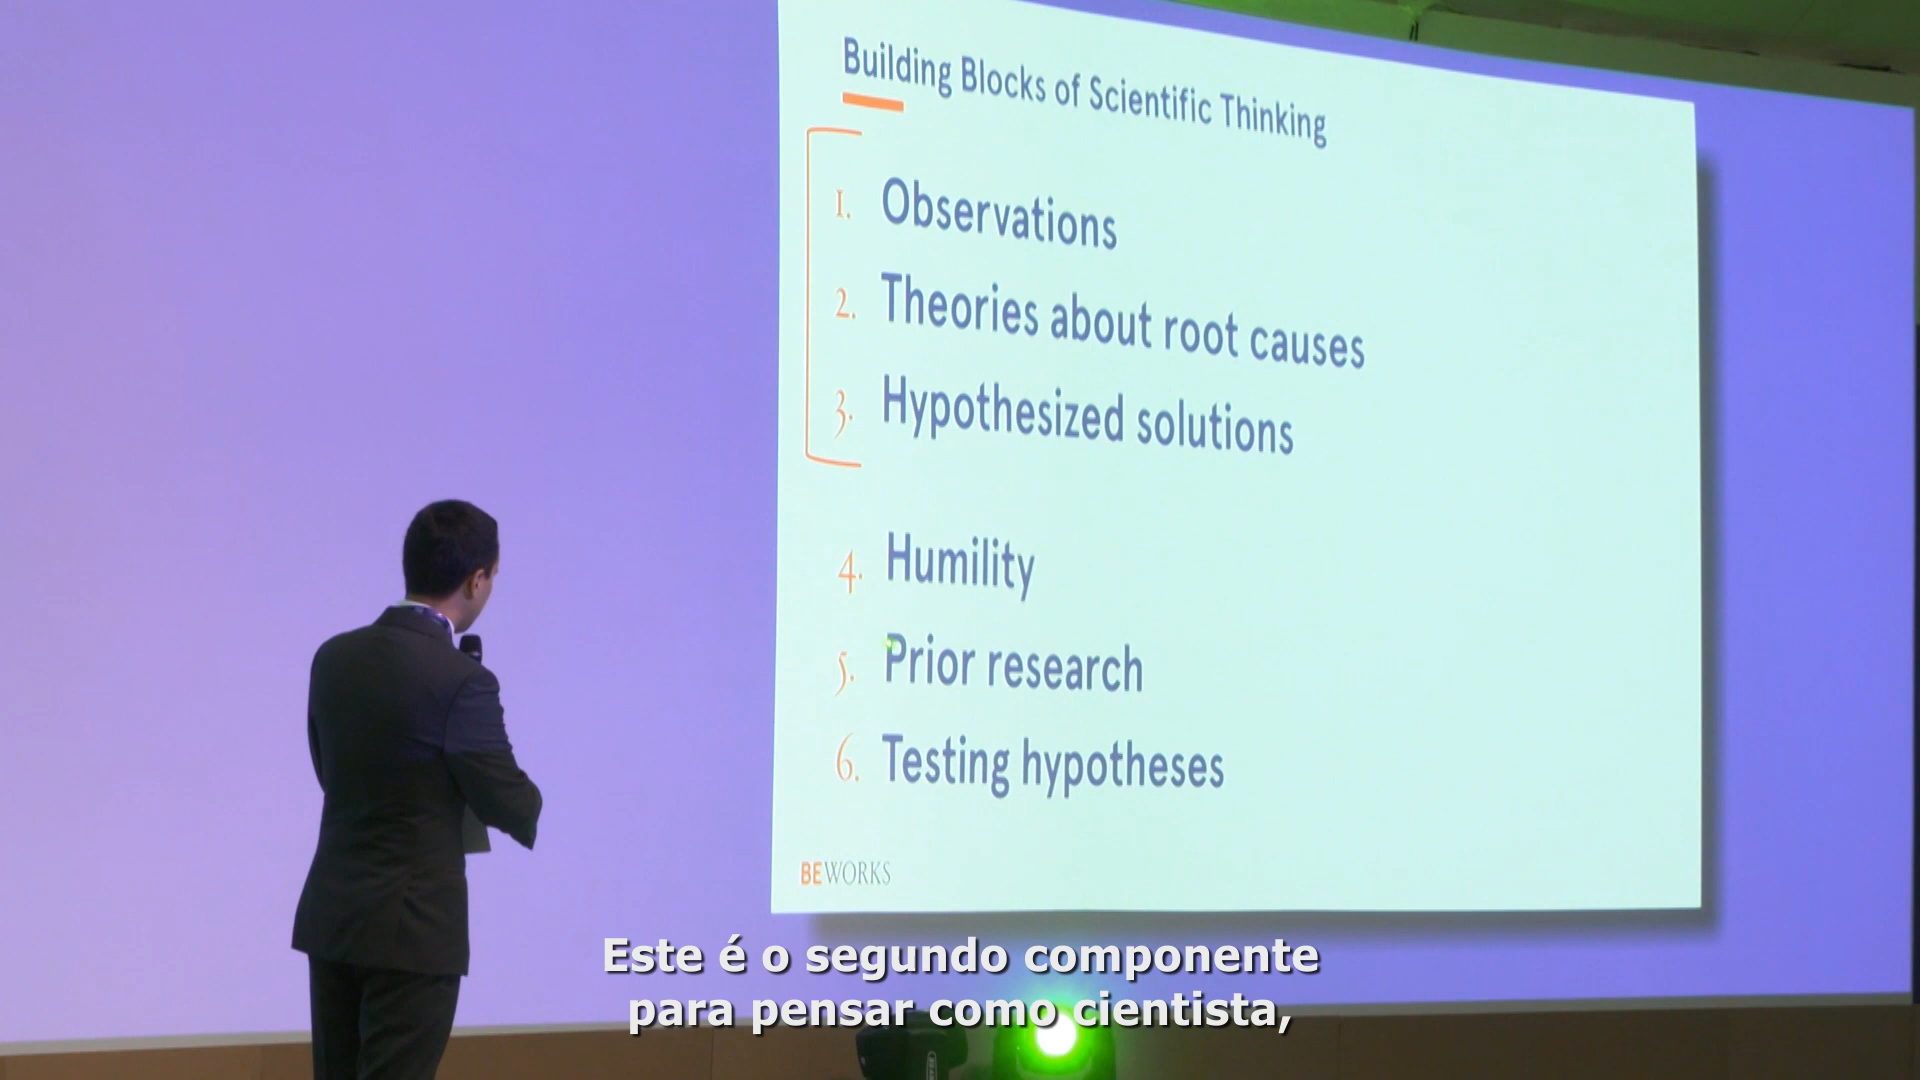 Building Blocks of Scientific Thinking
1. Observations
2. Theories about root causes
3. Hypothesized solutions
4. Humility
5. Prior research
6. Testing hypotheses
BEWORKS
Este é o segundo componente
para pensar como cientista,